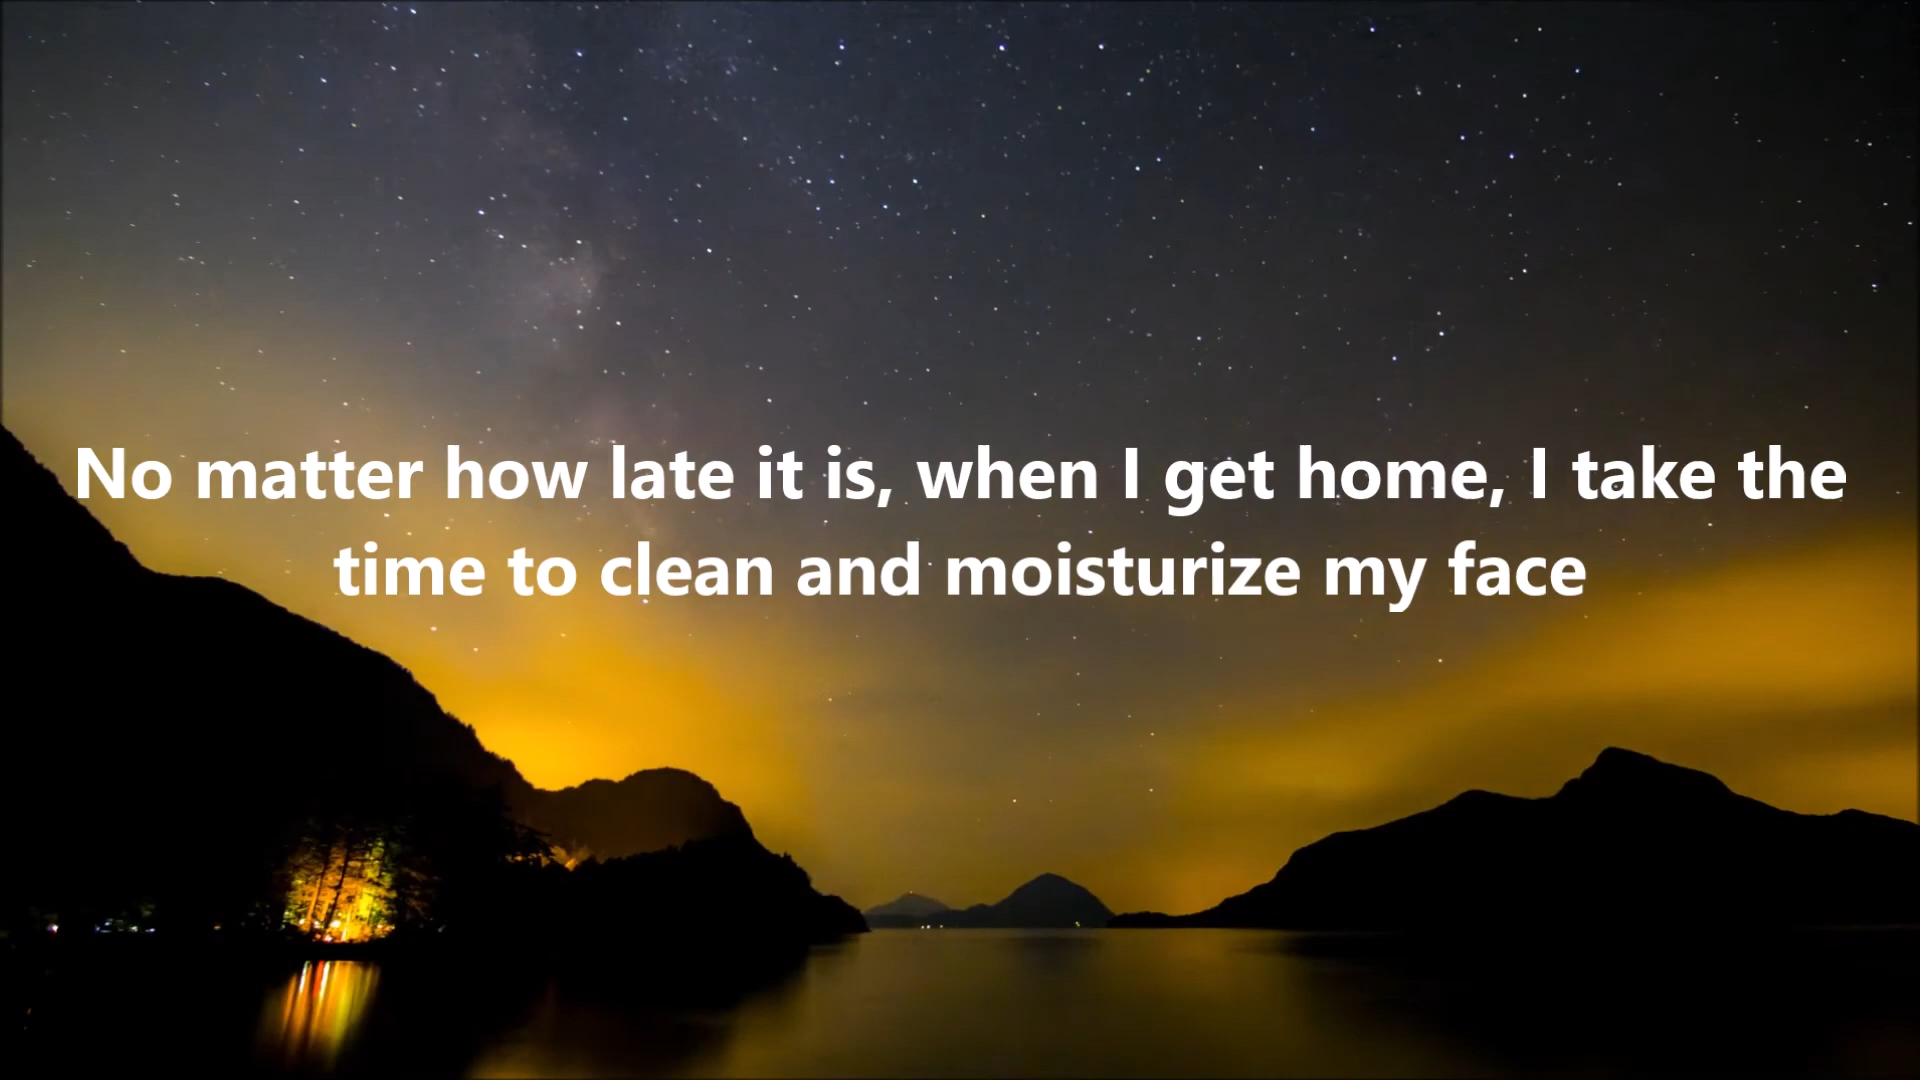 No matter how late it is, when I get home, I take the
time to clean and moisturize my face